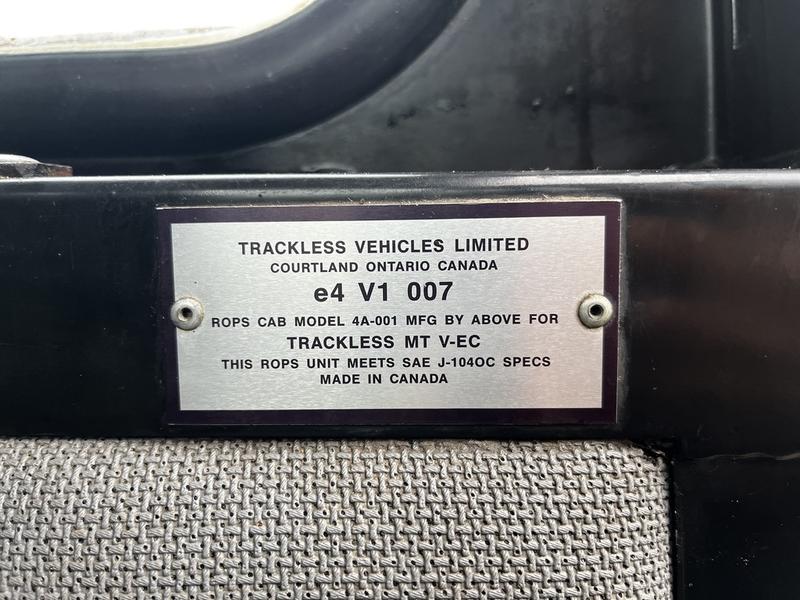 TRACKLESS VEHICLES LIMITED
COURTLAND ONTARIO CANADA
e4 V1 007
ROPS CAB MODEL 4A-001 MFG BY ABOVE FOR
TRACKLESS MT V-EC
THIS ROPS UNIT MEETS SAE J-104OC SPECS
MADE IN CANADA